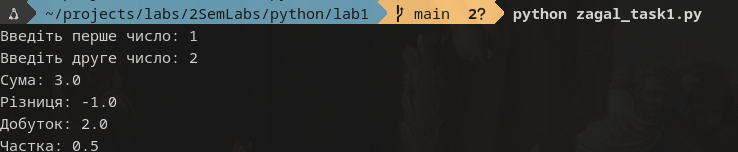 ~/projects/labs/2SemLabs/python/lab1 main 2? python zagal_task1.py
Введіть перше число: 1
Введіть друге число: 2
Сума: 3.0
Різниця: -1.0
Добуток: 2.0
Частка: 0.5